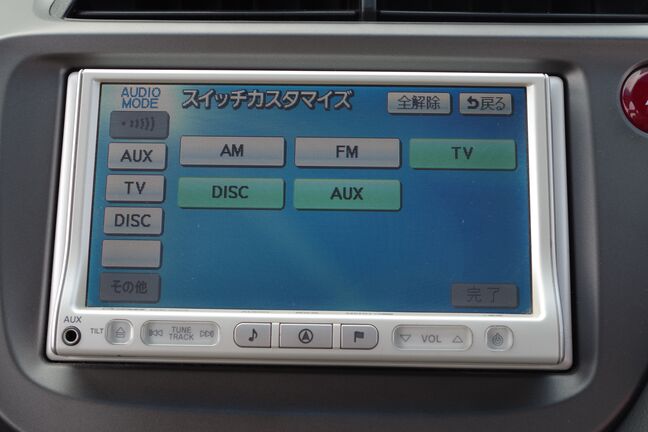 AUDIO MODE
スイッチカスタマイズ
全解除
戻る
AUX
AM
FM
TV
TV
DISC
AUX
DISC
その他
完了
AUX
TILT
TUNE
TRACK
VOL
A